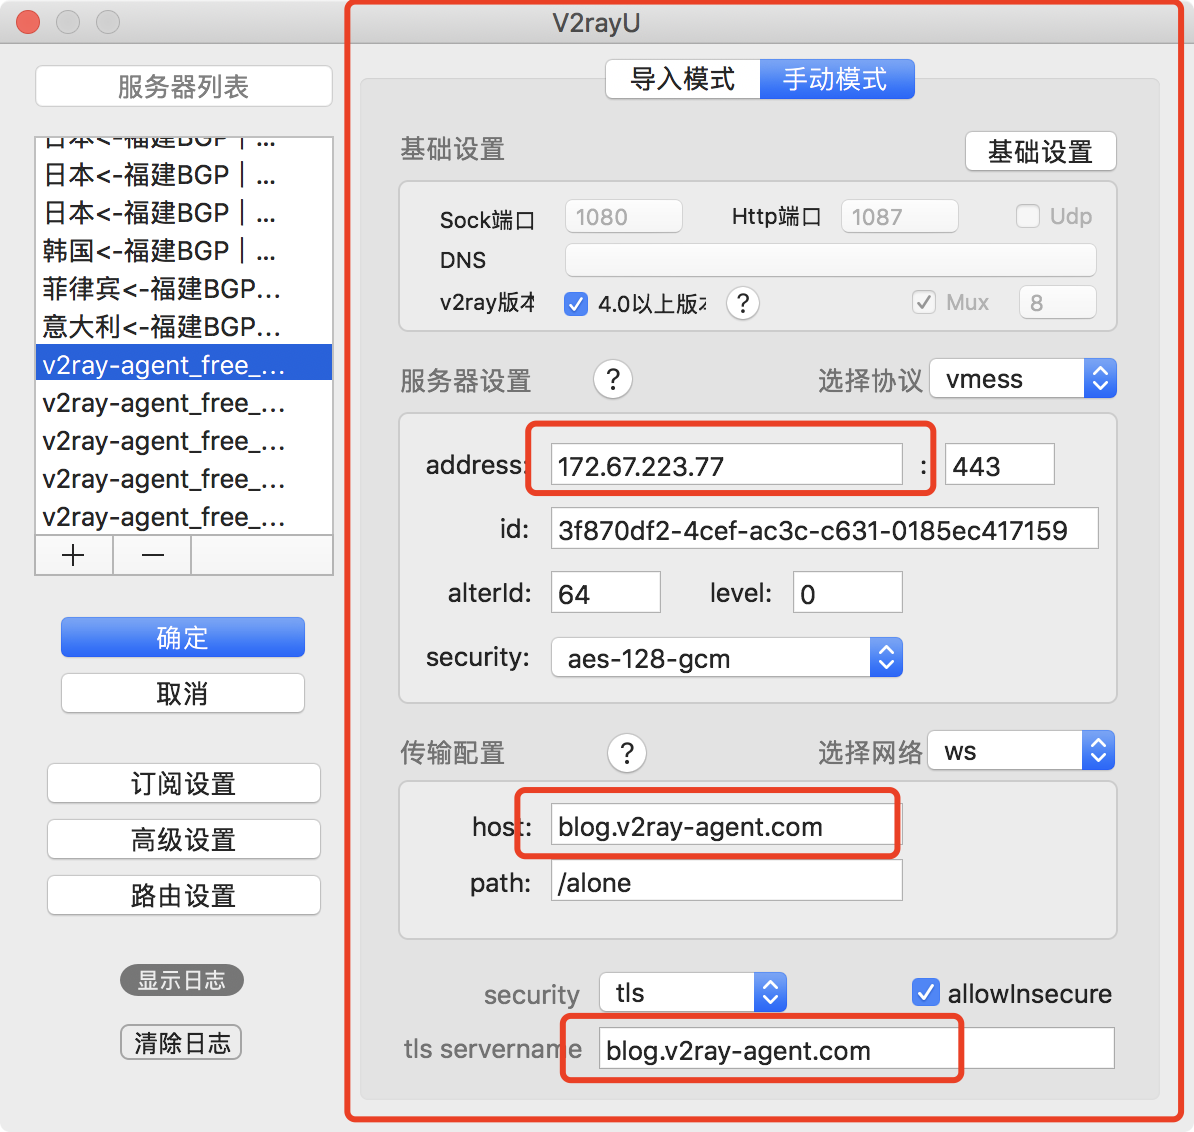 V2rayU
服务器列表
日本<-福建BGP | ...
日本<-福建BGP | ...
日本<-福建BGP | ...
韩国<-福建BGP | ...
菲律宾<-福建BGP...
意大利<-福建BGP...
v2ray-agent_free_...
v2ray-agent_free_...
v2ray-agent_free_...
v2ray-agent_free_...
v2ray-agent_free_...
确定
取消
订阅设置
高级设置
路由设置
显示日志
清除日志
导入模式 手动模式
基础设置 基础设置
Sock端口 1080 Http端口 1087 Udp
DNS
v2ray版本 4.0以上版本 ? Mux 8
服务器设置 ? 选择协议 vmess
address: 172.67.223.77 : 443
id: 3f870df2-4cef-ac3c-c631-0185ec417159
alterId: 64 level: 0
security: aes-128-gcm
传输配置 ? 选择网络 ws
host: blog.v2ray-agent.com
path: /alone
security tls allowInsecure
tls servername blog.v2ray-agent.com